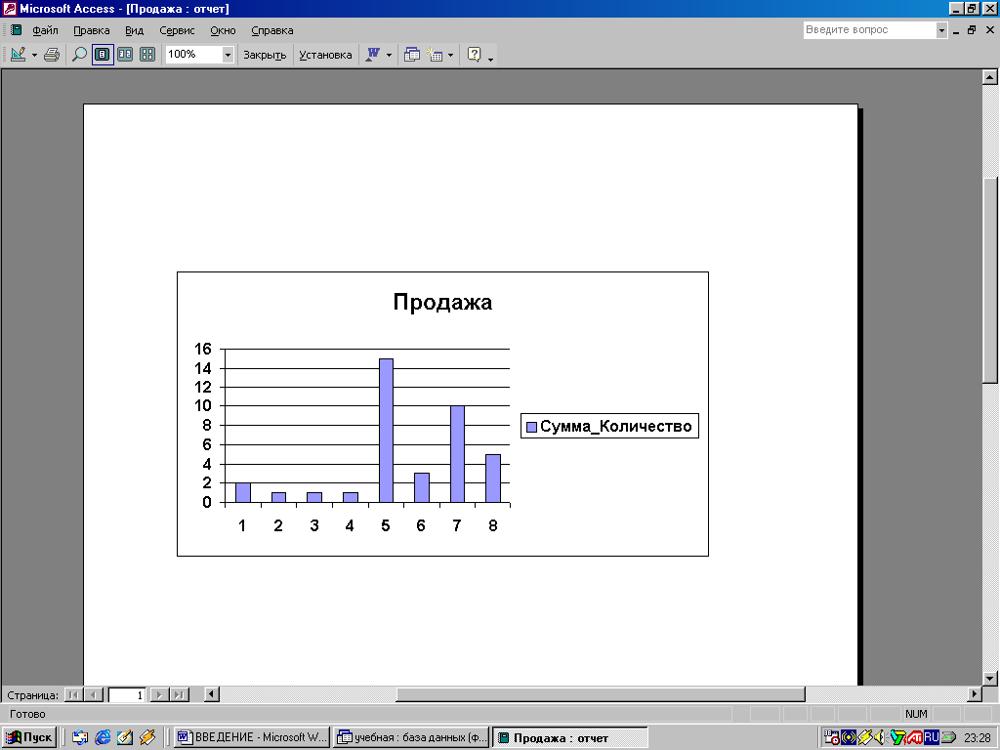 Microsoft Access - [Продажа : отчет]
Файл Правка Вид Сервис Окно Справка
Введите вопрос
100% Закрыть Установка
Продажа
16
14
12
10
8
6
4
2
0
1 2 3 4 5 6 7 8
Сумма_Количество
Страница: 1
Готово
NUM
Пуск
ВВЕДЕНИЕ - Microsoft W...
учебная : база данных (ф...
Продажа : отчет
RU
23:28